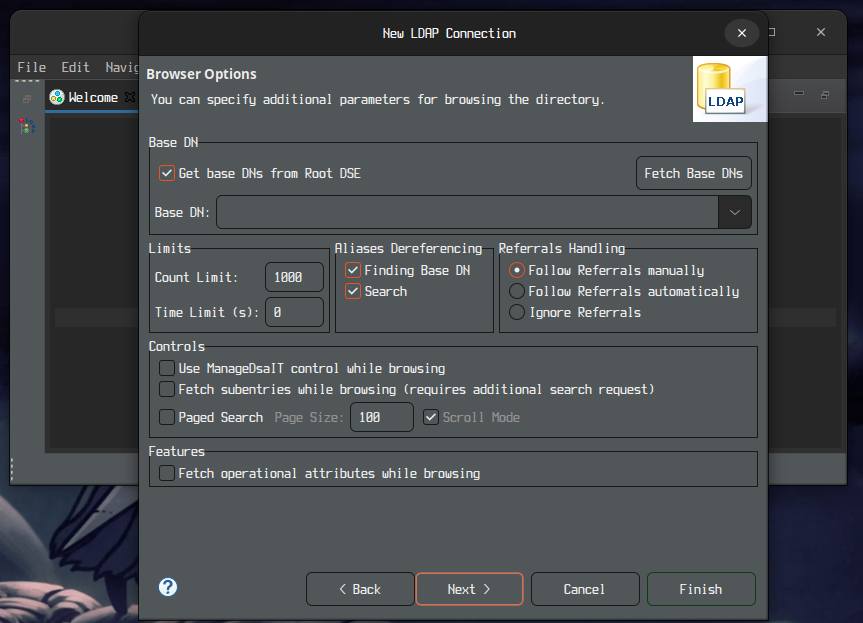 New LDAP Connection
File Edit
Welcome
Browser Options
You can specify additional parameters for browsing the directory.
LDAP
Base DN
Get base DNs from Root DSE
Fetch Base DNs
Base DN:
Limits
Count Limit: 1000
Time Limit (s): 0
Aliases Dereferencing
Finding Base DN
Search
Referrals Handling
Follow Referrals manually
Follow Referrals automatically
Ignore Referrals
Controls
Use ManageDsaIT control while browsing
Fetch subentries while browsing (requires additional search request)
Paged Search Page Size: 100 Scroll Mode
Features
Fetch operational attributes while browsing
?
< Back
Next >
Cancel
Finish